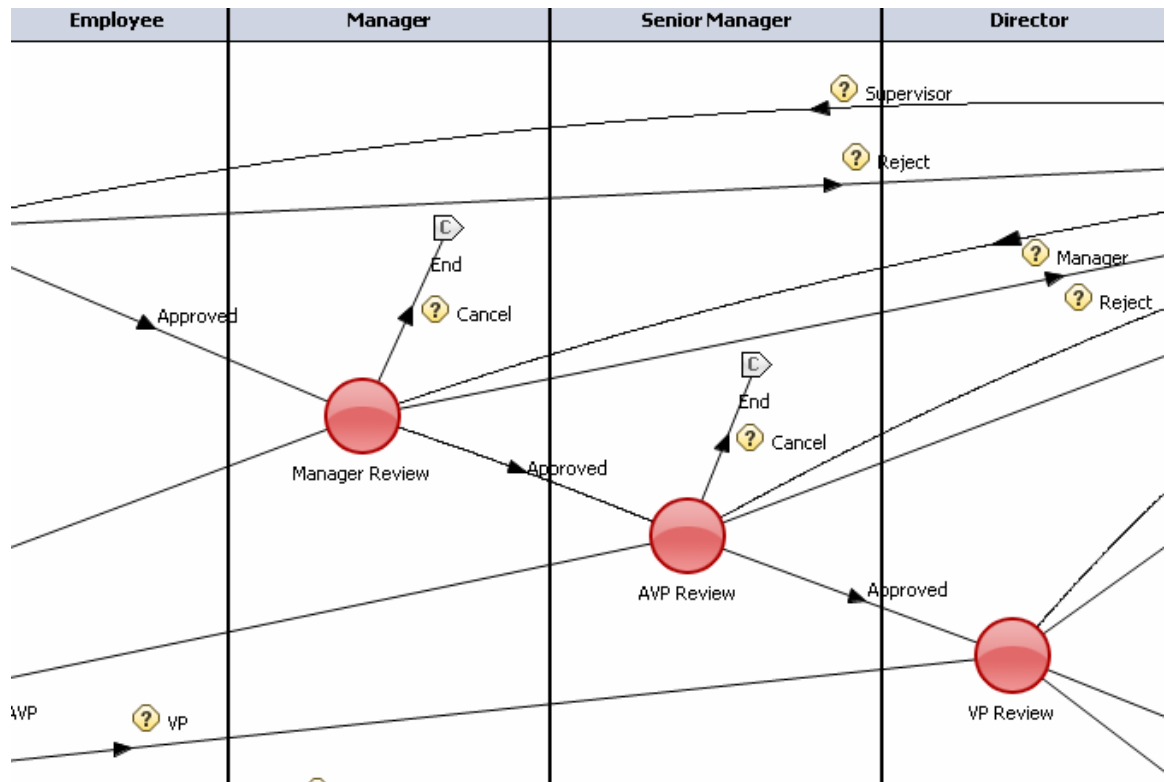 Employee
Manager
Senior Manager
Director
? Supervisor
? Reject
C
End
? Manager
Approved
? Cancel
? Reject
C
End
? Cancel
Manager Review
Approved
AVP Review
Approved
VP Review
AVP
? VP